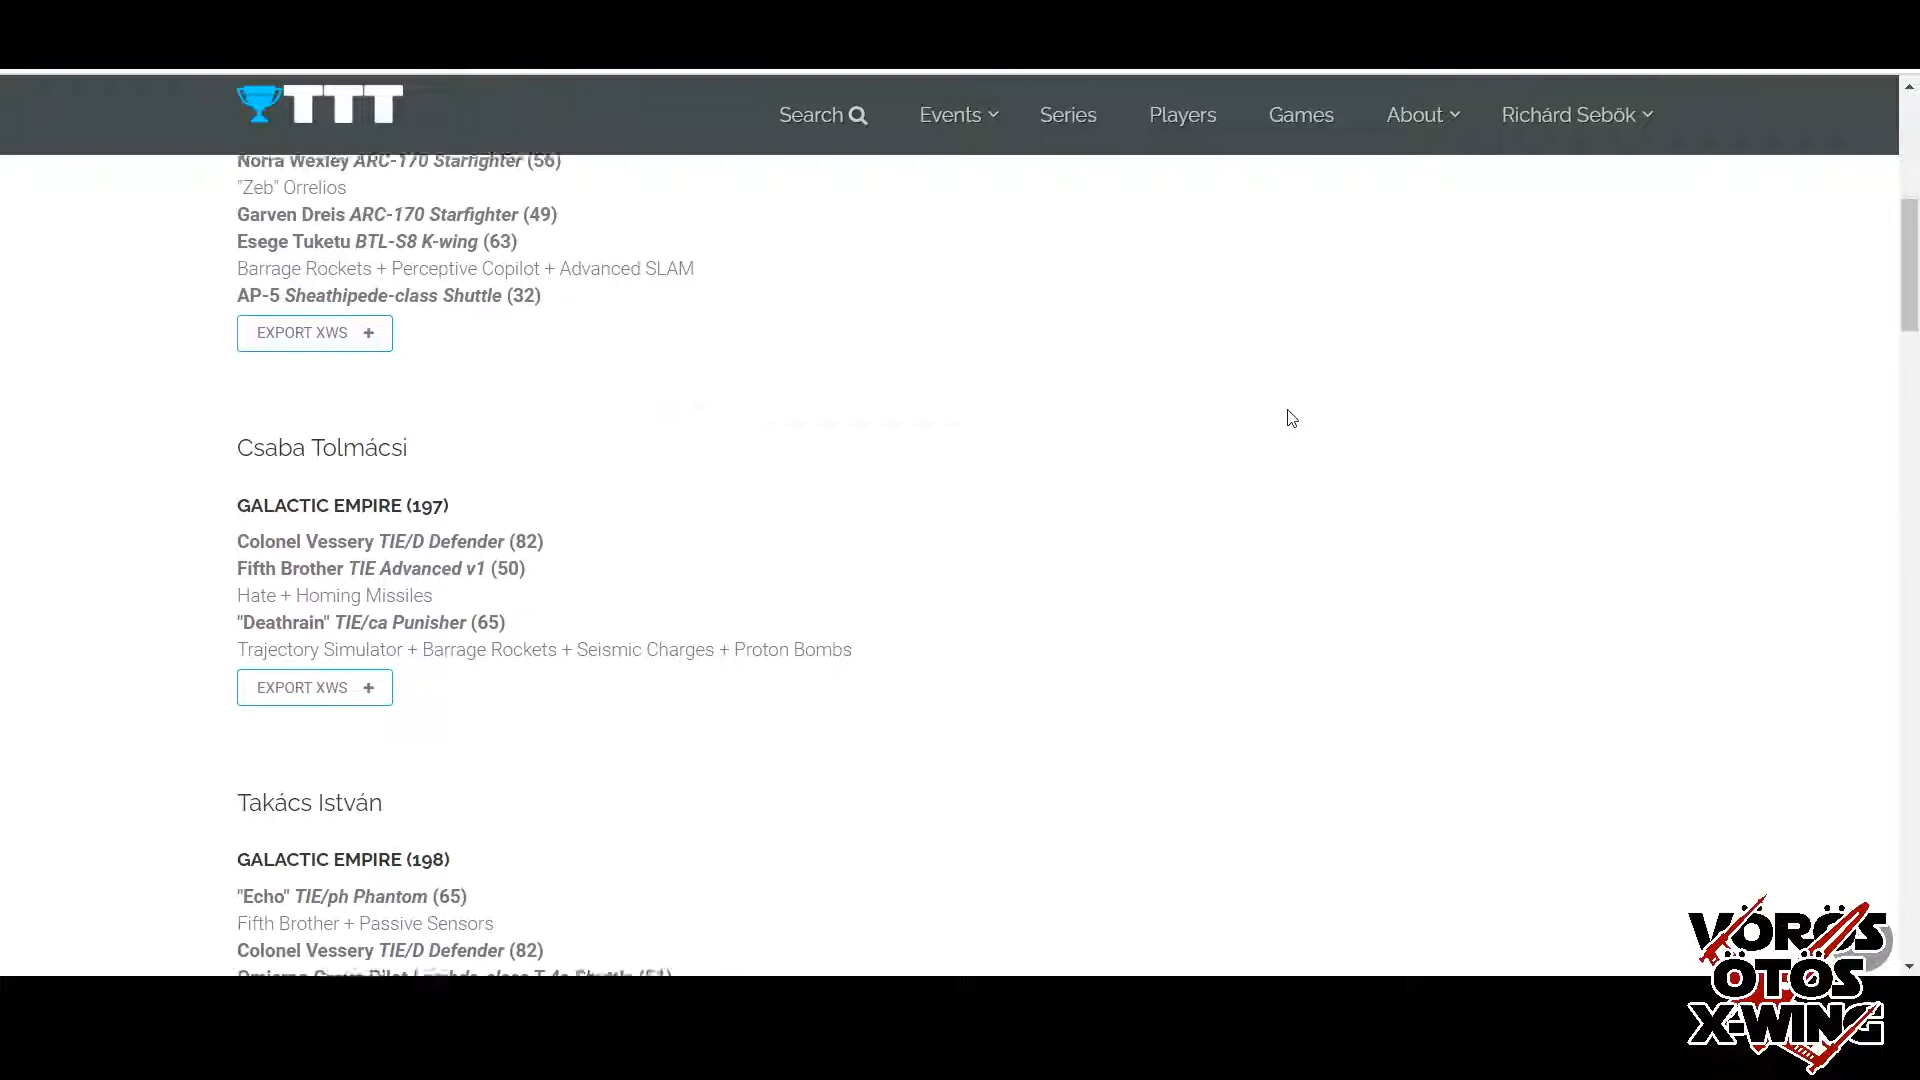 TTT
Search
Events
Series
Players
Games
About
Richárd Sebők
Norra Wexley ARC-170 Starfighter (56)
"Zeb" Orrelios
Garven Dreis ARC-170 Starfighter (49)
Esege Tuketu BTL-S8 K-wing (63)
Barrage Rockets + Perceptive Copilot + Advanced SLAM
AP-5 Sheathipede-class Shuttle (32)
EXPORT XWS +
Csaba Tolmácsi
GALACTIC EMPIRE (197)
Colonel Vessery TIE/D Defender (82)
Fifth Brother TIE Advanced v1 (50)
Hate + Homing Missiles
"Deathrain" TIE/ca Punisher (65)
Trajectory Simulator + Barrage Rockets + Seismic Charges + Proton Bombs
EXPORT XWS +
Takács István
GALACTIC EMPIRE (198)
"Echo" TIE/ph Phantom (65)
Fifth Brother + Passive Sensors
Colonel Vessery TIE/D Defender (82)
VÖRÖS
ÖTÖS
X-WING